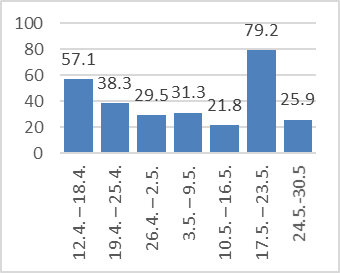 100
80
60
40
20
0
57.1
38.3
29.5
31.3
21.8
79.2
25.9
12.4. – 18.4.
19.4. – 25.4.
26.4. – 2.5.
3.5. – 9.5.
10.5. – 16.5.
17.5. – 23.5.
24.5.-30.5